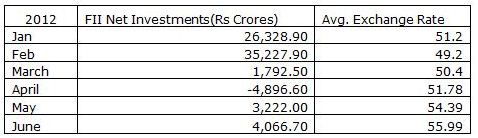 2012 FII Net Investments(Rs Crores) Avg. Exchange Rate
Jan 26,328.90 51.2
Feb 35,227.90 49.2
March 1,792.50 50.4
April -4,896.60 51.78
May 3,222.00 54.39
June 4,066.70 55.99